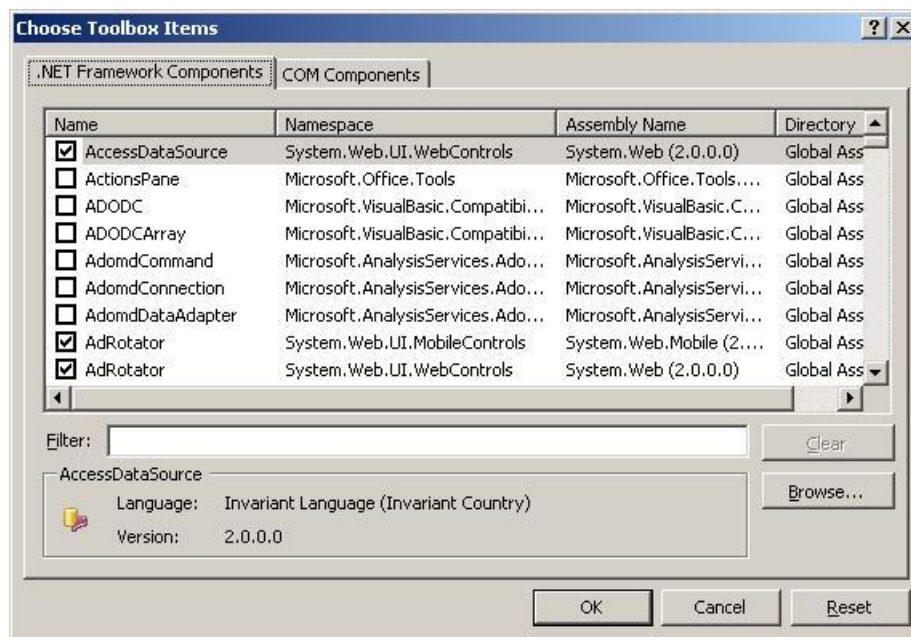 Choose Toolbox Items
.NET Framework Components COM Components
Name Namespace Assembly Name Directory
AccessDataSource System.Web.UI.WebControls System.Web (2.0.0.0) Global Ass
ActionsPane Microsoft.Office.Tools Microsoft.Office.Tools.... Global Ass
ADODC Microsoft.VisualBasic.Compatibi... Microsoft.VisualBasic.C... Global Ass
ADODCArray Microsoft.VisualBasic.Compatibi... Microsoft.VisualBasic.C... Global Ass
AdomdCommand Microsoft.AnalysisServices.Ado... Microsoft.AnalysisServi... Global Ass
AdomdConnection Microsoft.AnalysisServices.Ado... Microsoft.AnalysisServi... Global Ass
AdomdDataAdapter Microsoft.AnalysisServices.Ado... Microsoft.AnalysisServi... Global Ass
AdRotator System.Web.UI.MobileControls System.Web.Mobile (2.... Global Ass
AdRotator System.Web.UI.WebControls System.Web (2.0.0.0) Global Ass
Filter: Clear
AccessDataSource
Language: Invariant Language (Invariant Country) Browse...
Version: 2.0.0.0
OK Cancel Reset